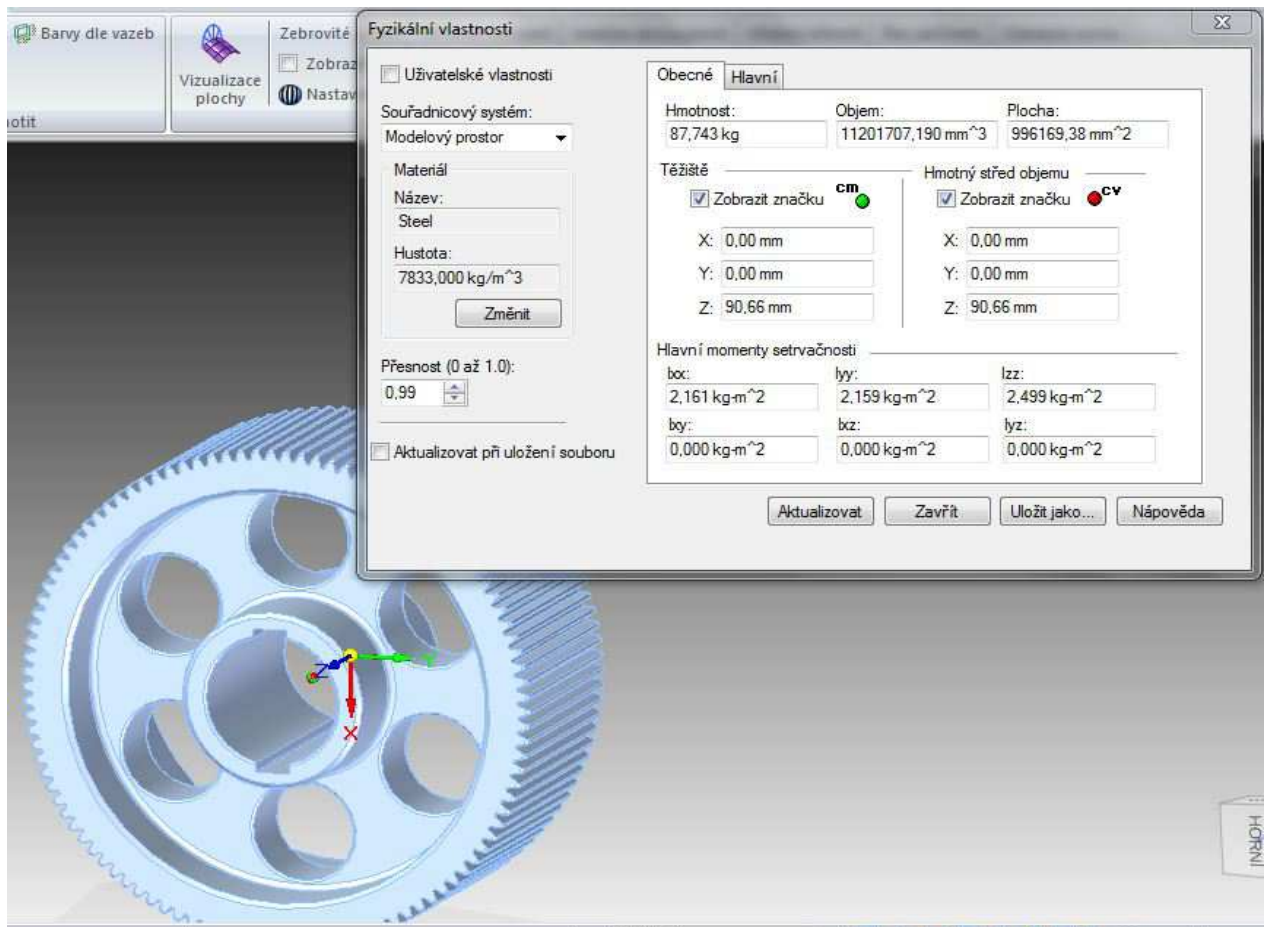 Barvy dle vazeb
Vizualizace
plochy
Zebrovité
Zobraz
Nastav
notit
Fyzikální vlastnosti
Uživatelské vlastnosti
Souřadnicový systém:
Modelový prostor
Materiál
Název:
Steel
Hustota:
7833,000 kg/m^3
Změnit
Přesnost (0 až 1.0):
0,99
Aktualizovat při uložení souboru
Obecné Hlavní
Hmotnost: Objem: Plocha:
87,743 kg 11201707,190 mm^3 996169,38 mm^2
Těžiště
Zobrazit značku cm
X: 0,00 mm
Y: 0,00 mm
Z: 90,66 mm
Hmotný střed objemu
Zobrazit značku cv
X: 0,00 mm
Y: 0,00 mm
Z: 90,66 mm
Hlavní momenty setrvačnosti
Ixx: Iyy: Izz:
2,161 kg-m^2 2,159 kg-m^2 2,499 kg-m^2
Ixy: Ixz: Iyz:
0,000 kg-m^2 0,000 kg-m^2 0,000 kg-m^2
Aktualizovat Zavřít Uložit jako... Nápověda
Z
Y
X
HORNÍ